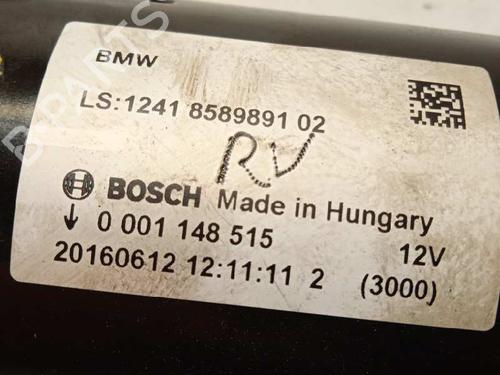 BMW
LS:1241 8589891 02
RV
BOSCH Made in Hungary
↓ 0 001 148 515 12V
20160612 12:11:11 2 (3000)